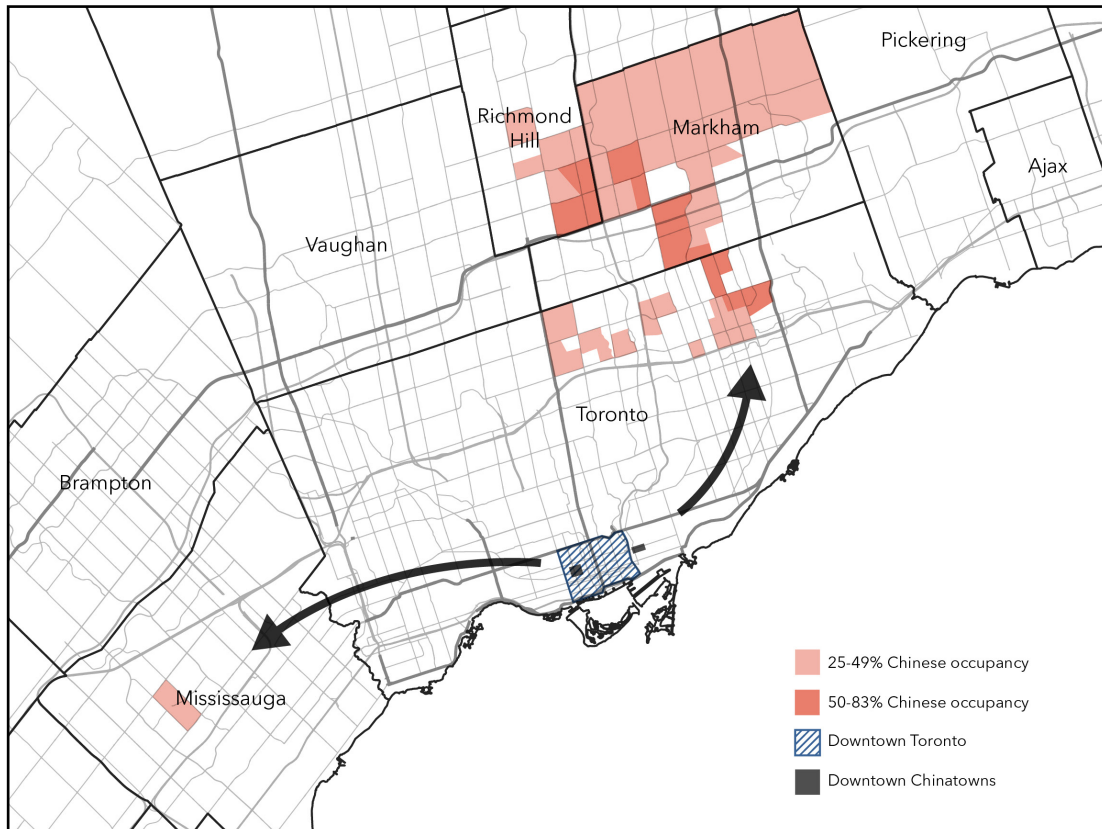 Pickering
Richmond
Hill
Markham
Ajax
Vaughan
Toronto
Brampton
Mississauga
25-49% Chinese occupancy
50-83% Chinese occupancy
Downtown Toronto
Downtown Chinatowns